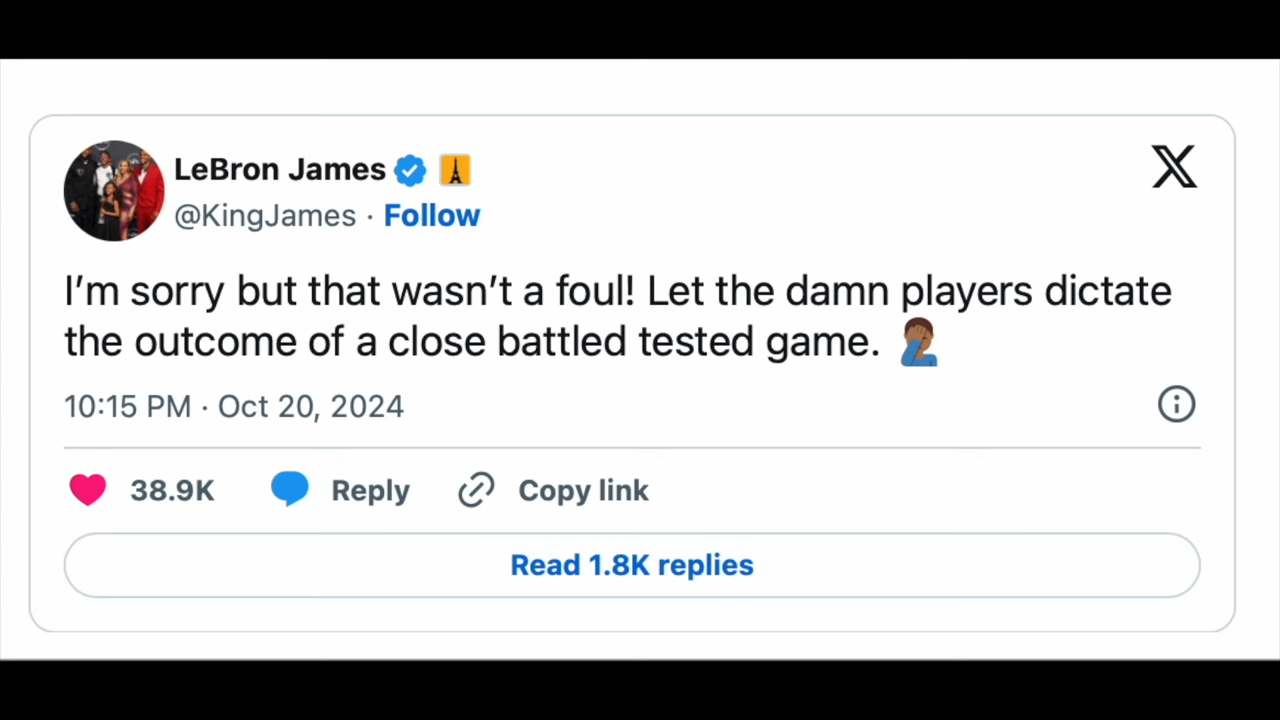 LeBron James
@KingJames · Follow
I'm sorry but that wasn't a foul! Let the damn players dictate
the outcome of a close battled tested game. 🤦🏾‍♂️
10:15 PM · Oct 20, 2024
38.9K Reply Copy link
Read 1.8K replies